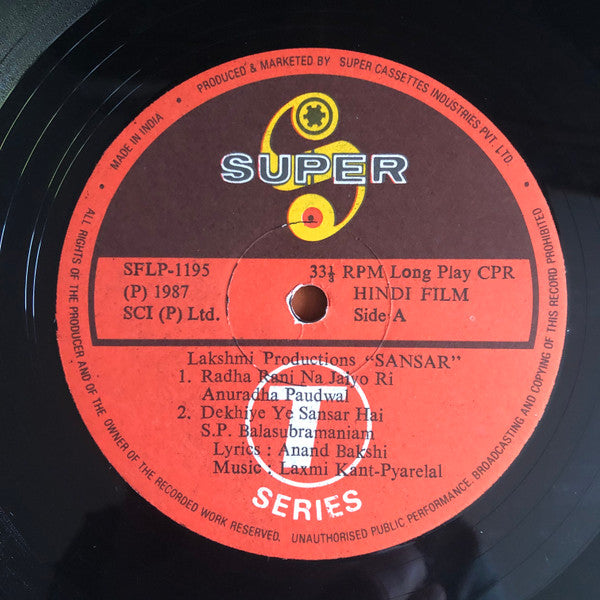 MADE IN INDIA • PRODUCED & MARKETED BY SUPER CASSETTES INDUSTRIES PVT. LTD. •
SUPER
SFLP-1195
(P) 1987
SCI (P) Ltd.
33⅓ RPM Long Play CPR
HINDI FILM
Side A
Lakshmi Productions "SANSAR"
1. Radha Rani Na Jaiyo Ri
Anuradha Paudwal
2. Dekhiye Ye Sansar Hai
S.P. Balasubramaniam
Lyrics : Anand Bakshi
Music : Laxmi Kant-Pyarelal
T
SERIES
ALL RIGHTS OF THE PRODUCER AND OF THE OWNER OF THE RECORDED WORK RESERVED. UNAUTHORISED PUBLIC PERFORMANCE, BROADCASTING AND COPYING OF THIS RECORD PROHIBITED